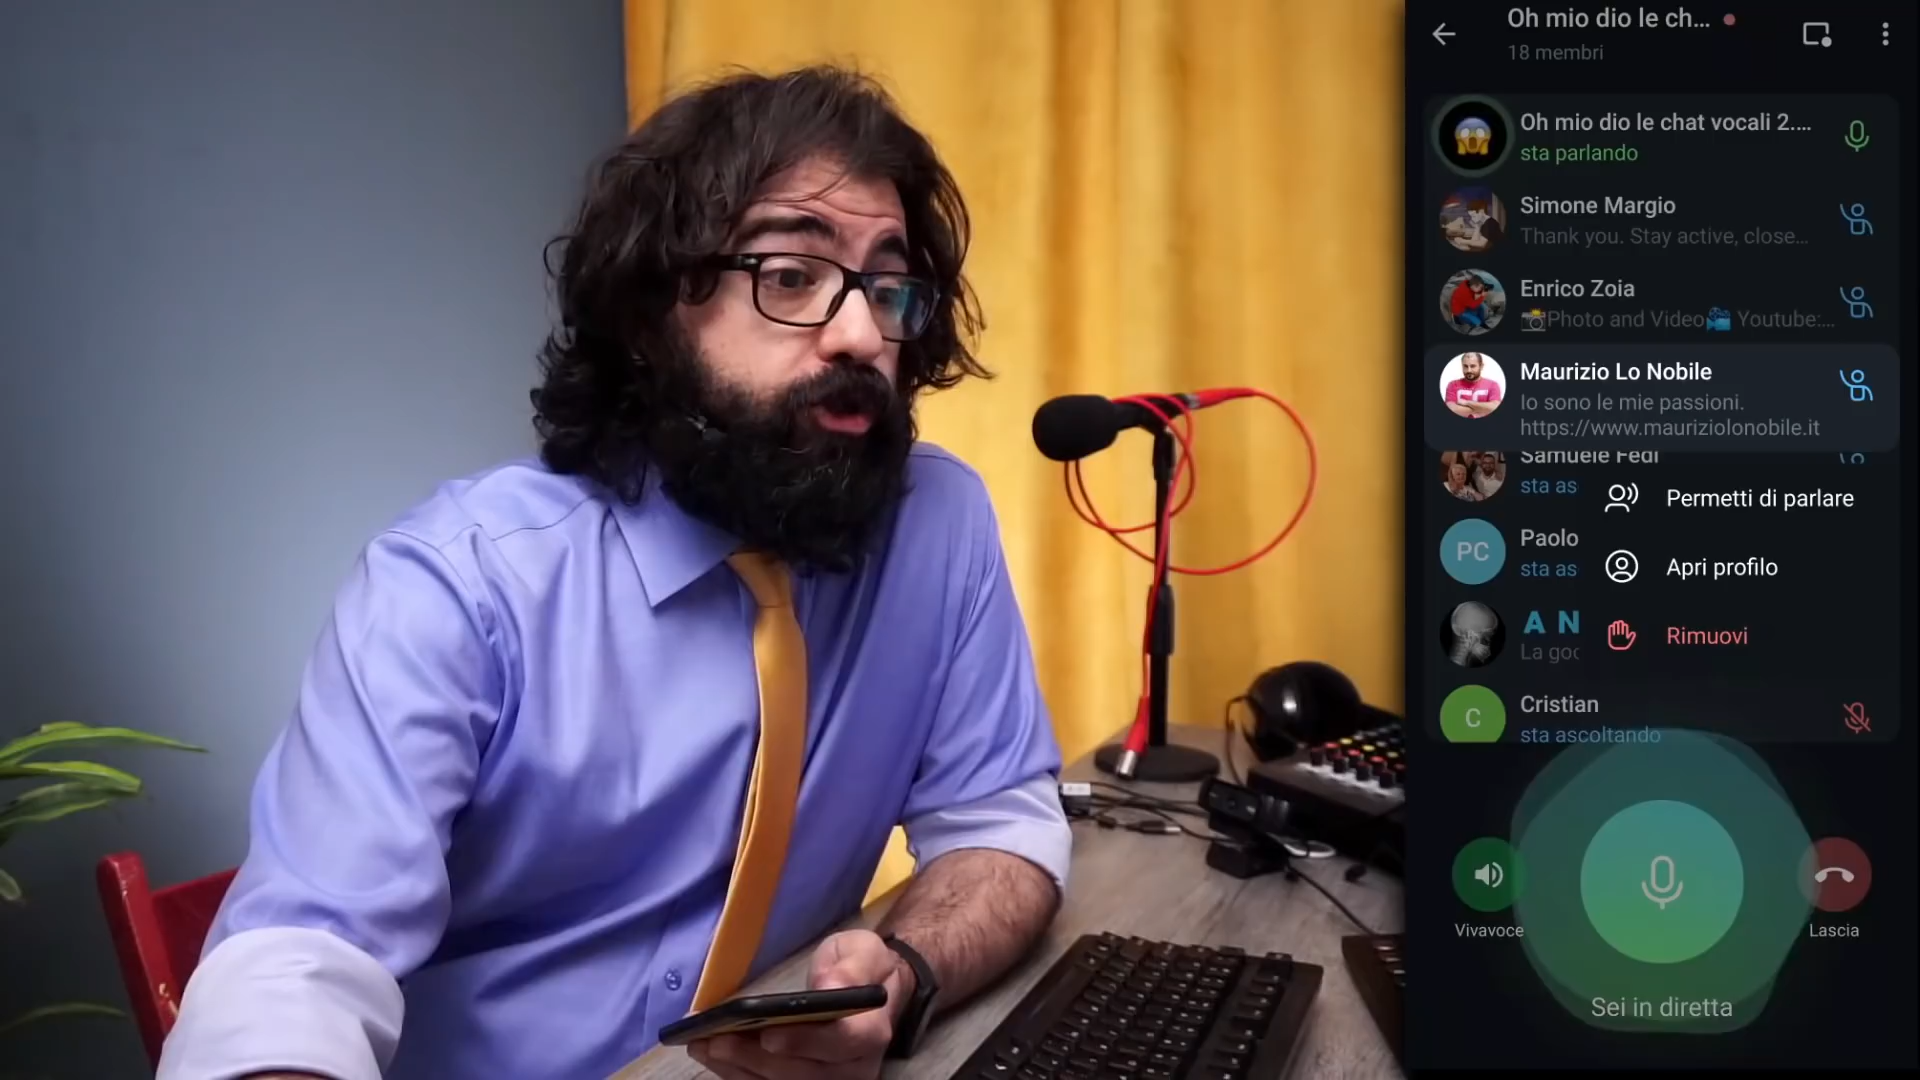 Oh mio dio le ch...
18 membri
Oh mio dio le chat vocali 2....
sta parlando
Simone Margio
Thank you. Stay active, close...
Enrico Zoia
📸Photo and Video🎥 Youtube:...
Maurizio Lo Nobile
Io sono le mie passioni.
https://www.mauriziolonobile.it
Samuele Fedi
sta as
Permetti di parlare
PC
Paolo
sta as
Apri profilo
A N
La goc
Rimuovi
C
Cristian
sta ascoltando
Vivavoce
Lascia
Sei in diretta